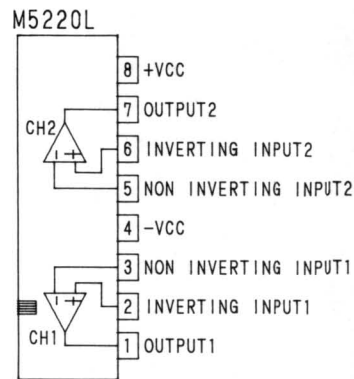 M5220L
8 +VCC
7 OUTPUT2
CH2
6 INVERTING INPUT2
5 NON INVERTING INPUT2
4 -VCC
3 NON INVERTING INPUT1
2 INVERTING INPUT1
CH1
1 OUTPUT1